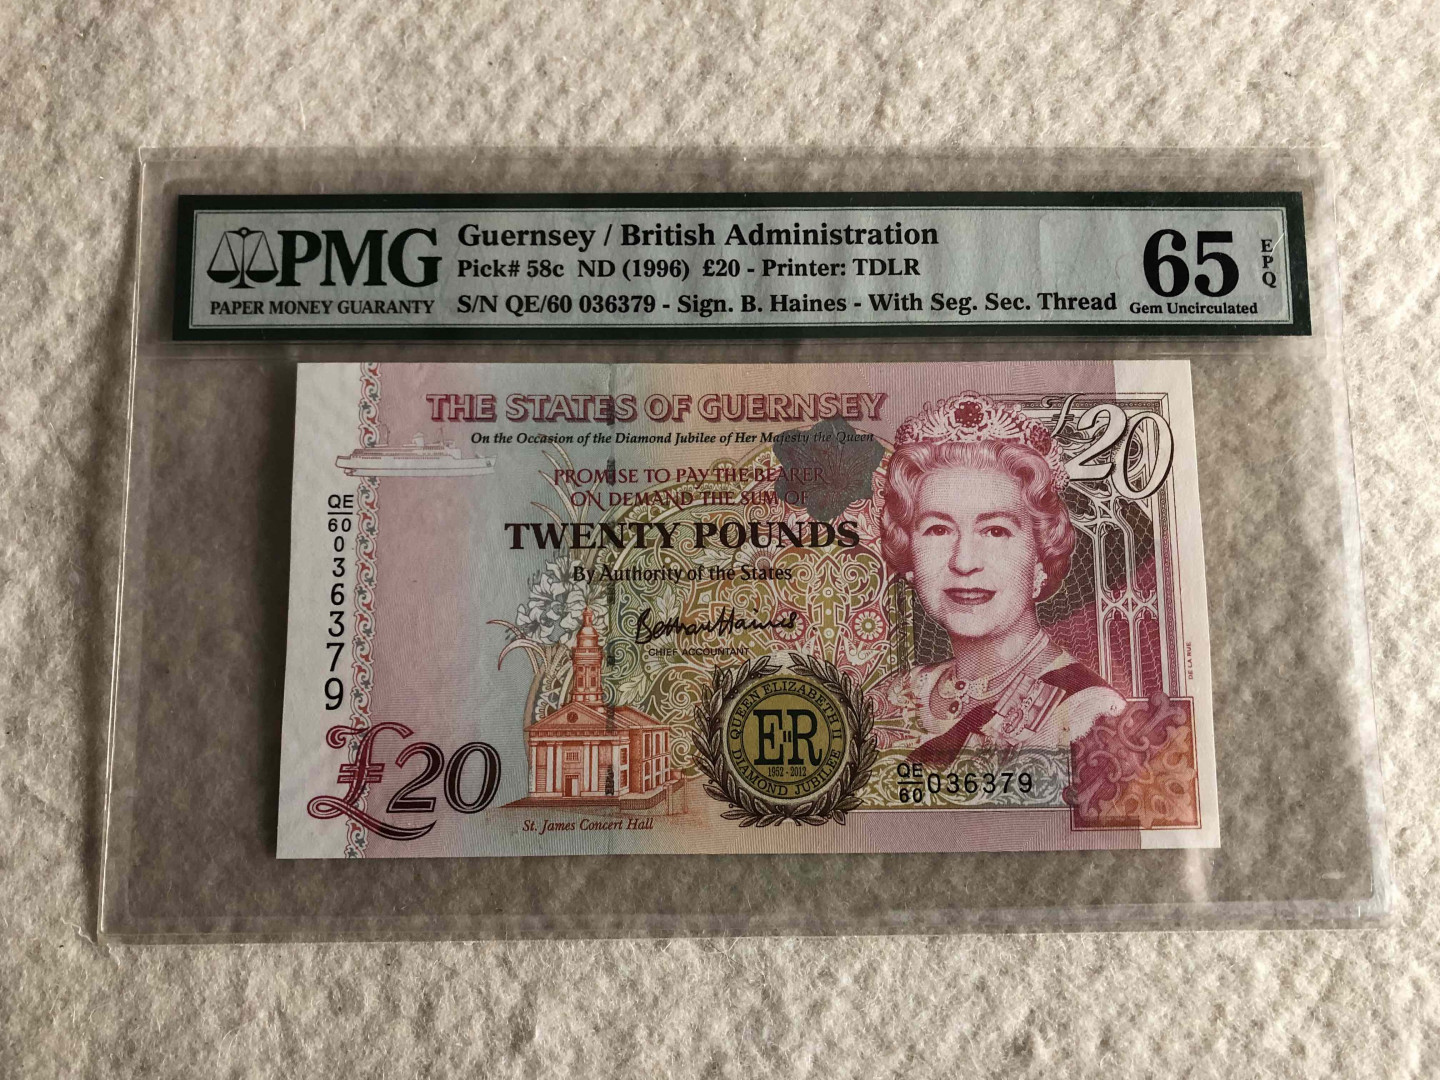 PMG
PAPER MONEY GUARANTY
Guernsey / British Administration
Pick# 58c ND (1996) £20 - Printer: TDLR
S/N QE/60 036379 - Sign. B. Haines - With Seg. Sec. Thread
65
EPQ
Gem Uncirculated
THE STATES OF GUERNSEY
On the Occasion of the Diamond Jubilee of Her Majesty the Queen
PROMISE TO PAY THE BEARER
ON DEMAND THE SUM OF
TWENTY POUNDS
By Authority of the States
Bethan Haines
CHIEF ACCOUNTANT
£20
QE
60
036379
£20
St. James Concert Hall
QUEEN ELIZABETH II
EIIR
1952 - 2012
DIAMOND JUBILEE
QE
60
036379
DE LA RUE